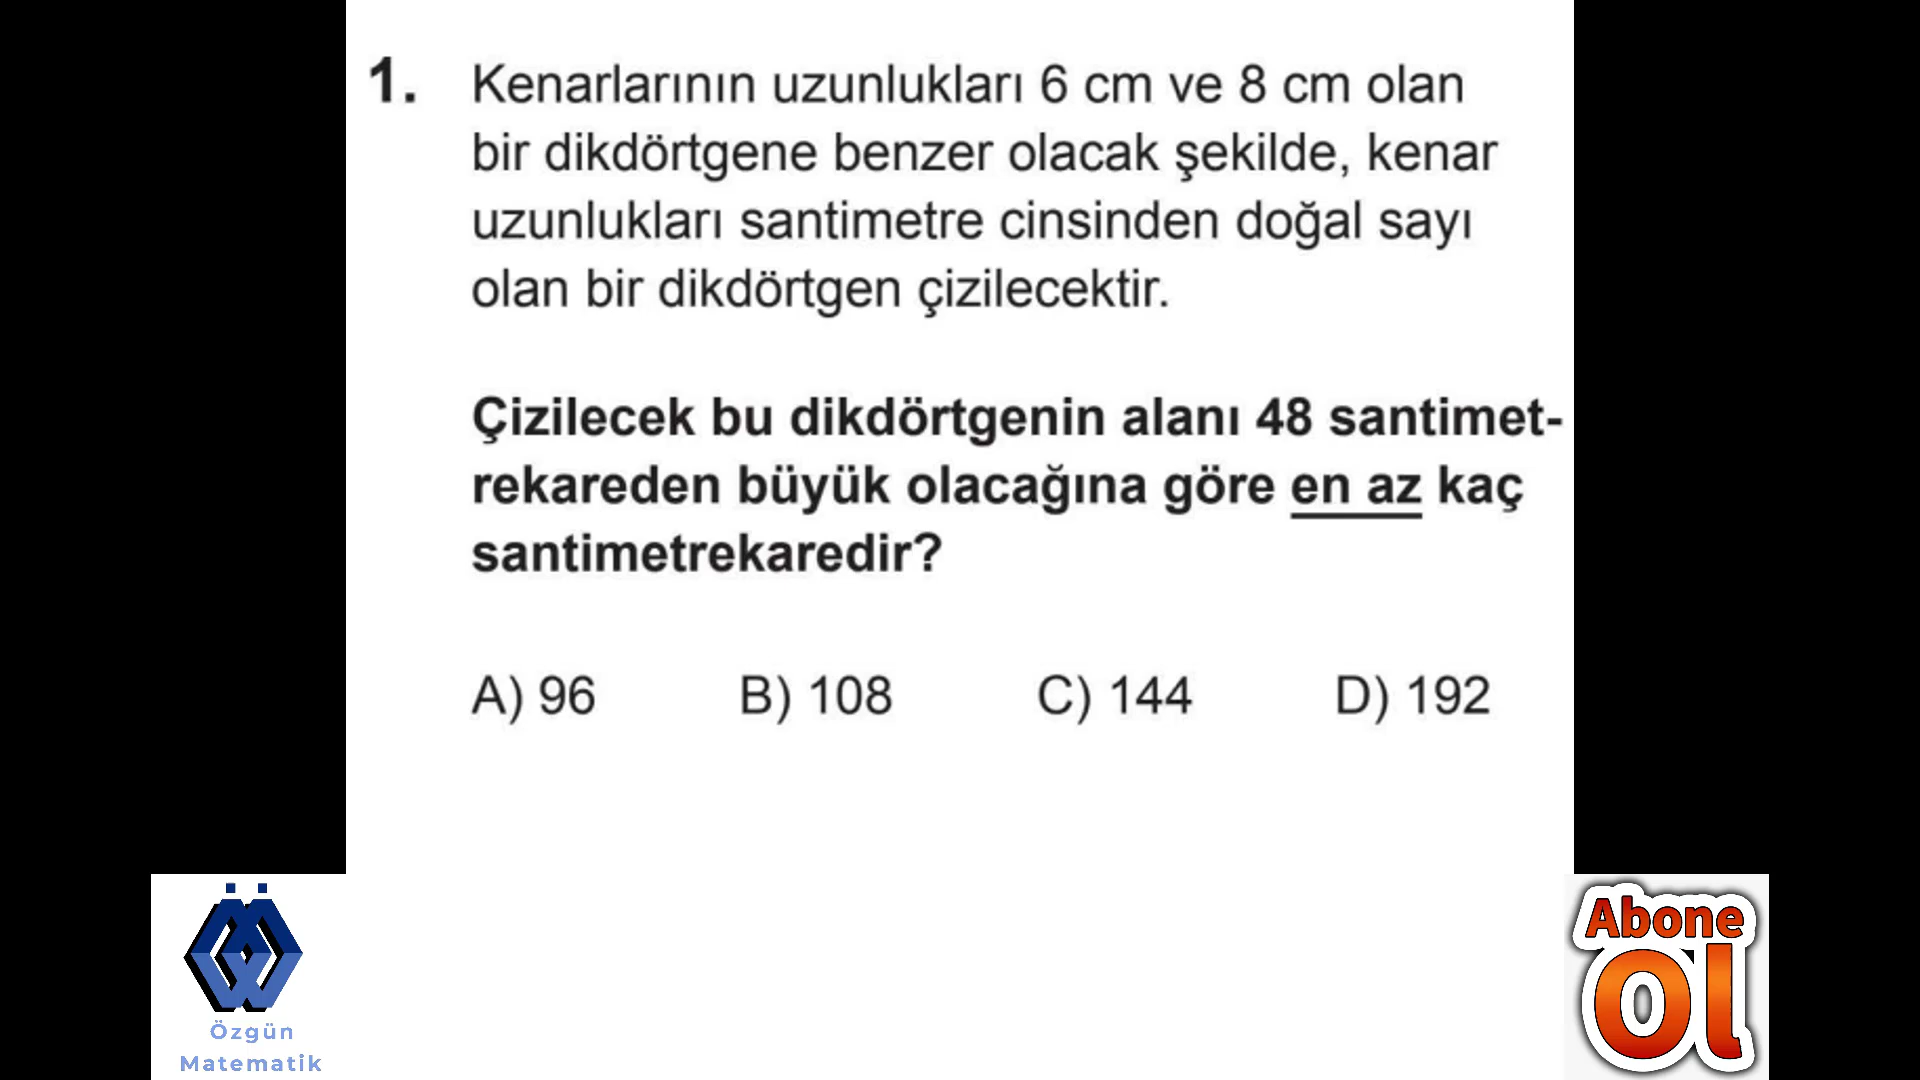 1. Kenarlarının uzunlukları 6 cm ve 8 cm olan
bir dikdörtgene benzer olacak şekilde, kenar
uzunlukları santimetre cinsinden doğal sayı
olan bir dikdörtgen çizilecektir.
Çizilecek bu dikdörtgenin alanı 48 santimet-
rekareden büyük olacağına göre en az kaç
santimetrekaredir?
A) 96 B) 108 C) 144 D) 192
Özgün
Matematik
Abone
Ol